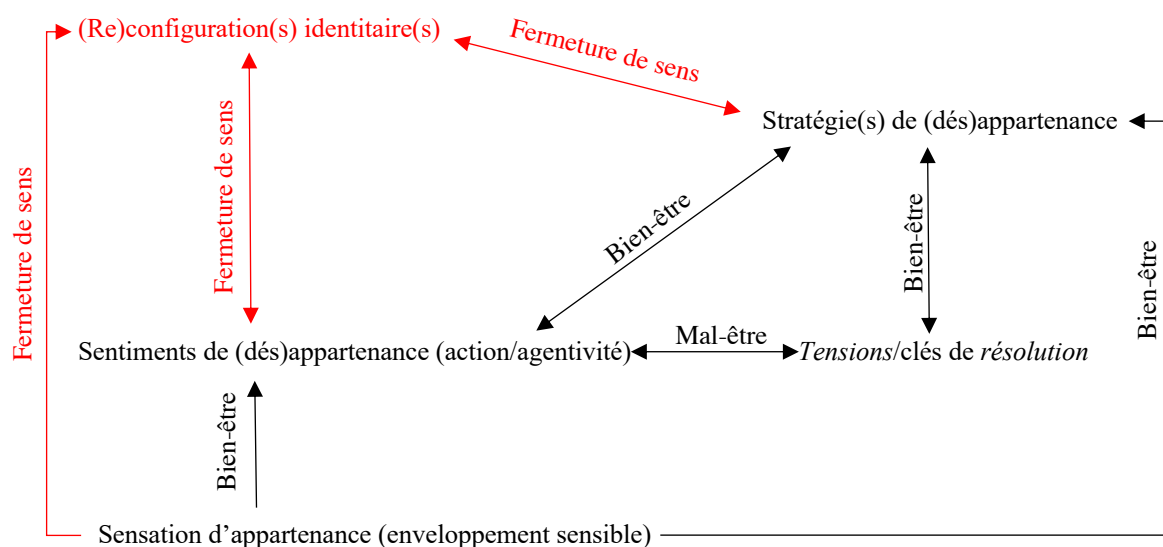 (Re)configuration(s) identitaire(s)
Fermeture de sens
Stratégie(s) de (dés)appartenance
Fermeture de sens
Fermeture de sens
Bien-être
Bien-être
Bien-être
Sentiments de (dés)appartenance (action/agentivité)
Mal-être
Tensions/clés de résolution
Bien-être
Sensation d’appartenance (enveloppement sensible)